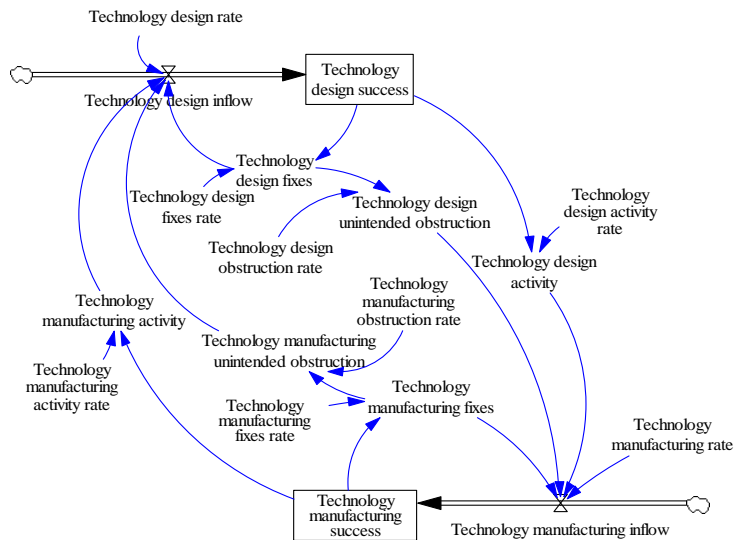 Technology design rate
Technology
design success
Technology design inflow
Technology
design fixes
Technology design
fixes rate
Technology design
unintended obstruction
Technology
design activity
rate
Technology design
obstruction rate
Technology design
activity
Technology
manufacturing activity
Technology
manufacturing
obstruction rate
Technology manufacturing
unintended obstruction
Technology
manufacturing
activity rate
Technology
manufacturing fixes
Technology
manufacturing
fixes rate
Technology
manufacturing rate
Technology
manufacturing
success
Technology manufacturing inflow